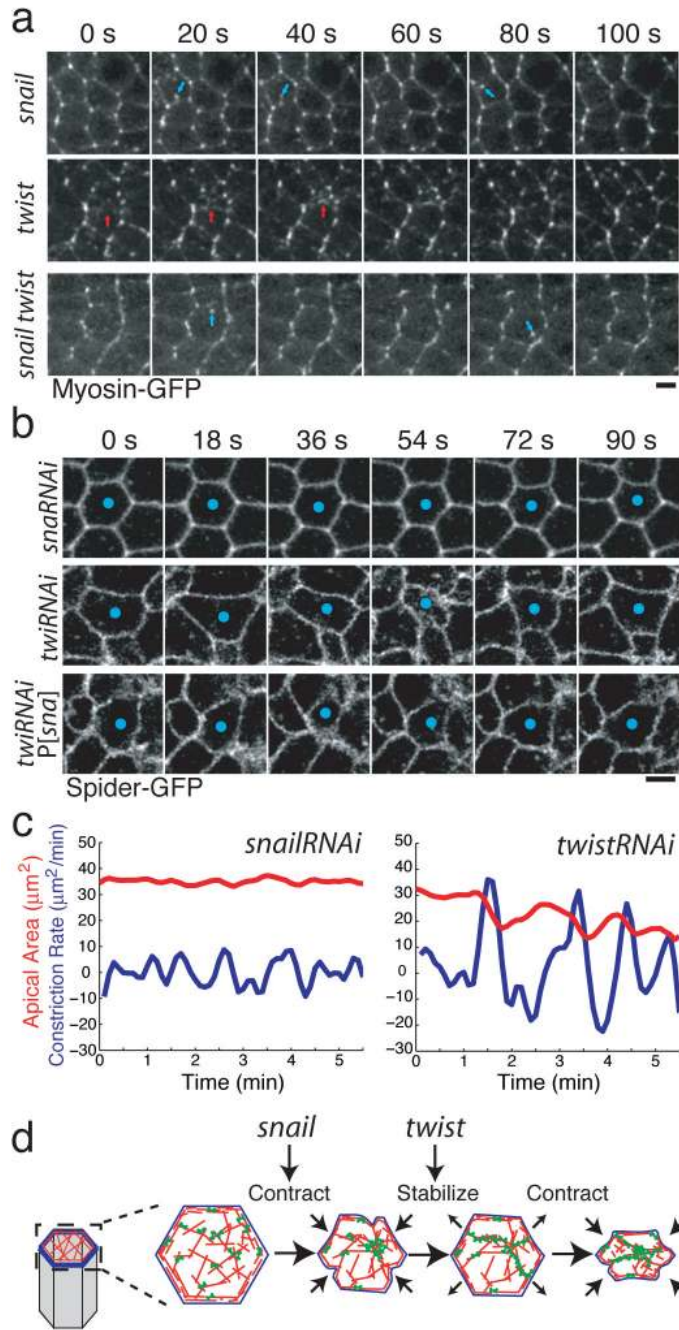 a
0 s 20 s 40 s 60 s 80 s 100 s
snail
twist
snail twist
Myosin-GFP
b
0 s 18 s 36 s 54 s 72 s 90 s
snaRNAi
twiRNAi
twiRNAi
P[sna]
Spider-GFP
c
snailRNAi
twistRNAi
Apical Area (μm²)
Constriction Rate (μm²/min)
50
40
30
20
10
0
−10
−20
−30
0 1 2 3 4 5
Time (min)
50
40
30
20
10
0
−10
−20
−30
0 1 2 3 4 5
Time (min)
d
snail twist
Contract Stabilize Contract